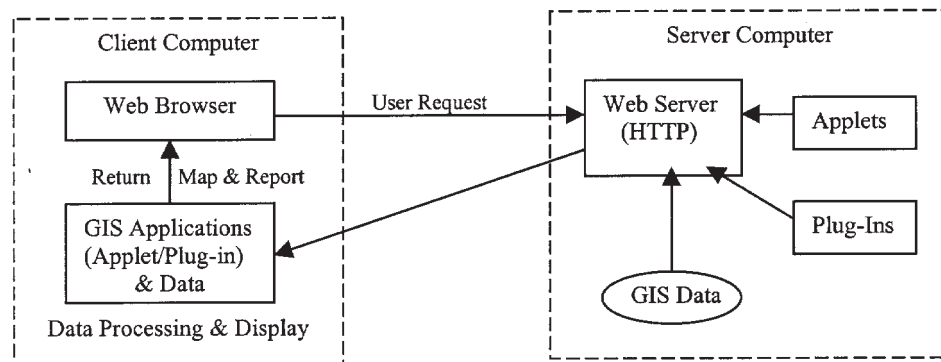 Client Computer
Server Computer
Web Browser
User Request
Web Server
(HTTP)
Applets
Return Map & Report
GIS Applications
(Applet/Plug-in)
& Data
Plug-Ins
GIS Data
Data Processing & Display